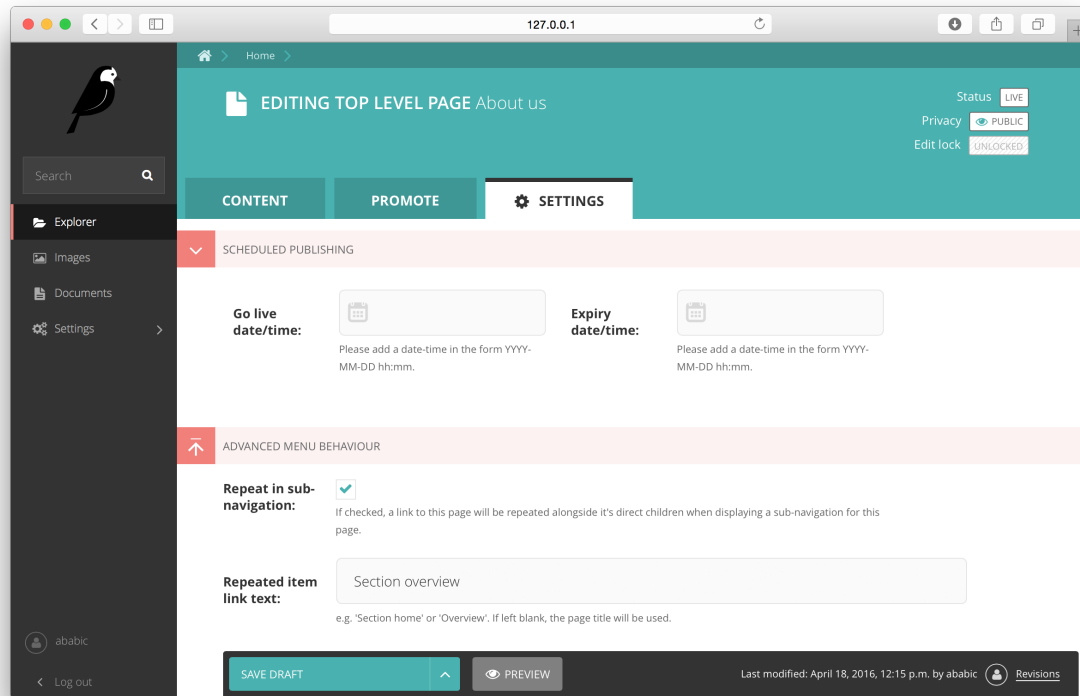 127.0.0.1
Home
EDITING TOP LEVEL PAGE About us
Status LIVE
Privacy PUBLIC
Edit lock UNLOCKED
Search
Explorer
Images
Documents
Settings
ababic
Log out
CONTENT
PROMOTE
SETTINGS
SCHEDULED PUBLISHING
Go live
date/time:
Please add a date-time in the form YYYY-
MM-DD hh:mm.
Expiry
date/time:
Please add a date-time in the form YYYY-
MM-DD hh:mm.
ADVANCED MENU BEHAVIOUR
Repeat in sub-
navigation:
If checked, a link to this page will be repeated alongside it's direct children when displaying a sub-navigation for this
page.
Repeated item
link text:
Section overview
e.g. 'Section home' or 'Overview'. If left blank, the page title will be used.
SAVE DRAFT
PREVIEW
Last modified: April 18, 2016, 12:15 p.m. by ababic
Revisions